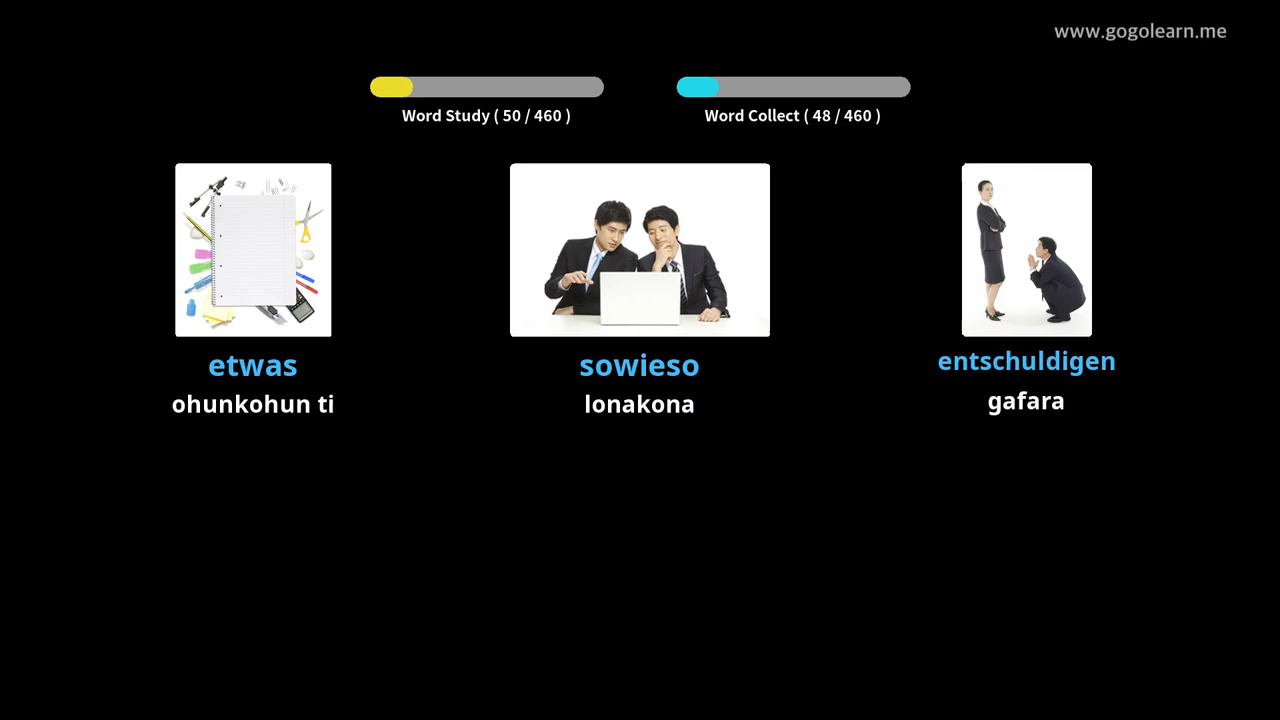 www.gogolearn.me
Word Study ( 50 / 460 )
Word Collect ( 48 / 460 )
etwas
ohunkohun ti
sowieso
lonakona
entschuldigen
gafara